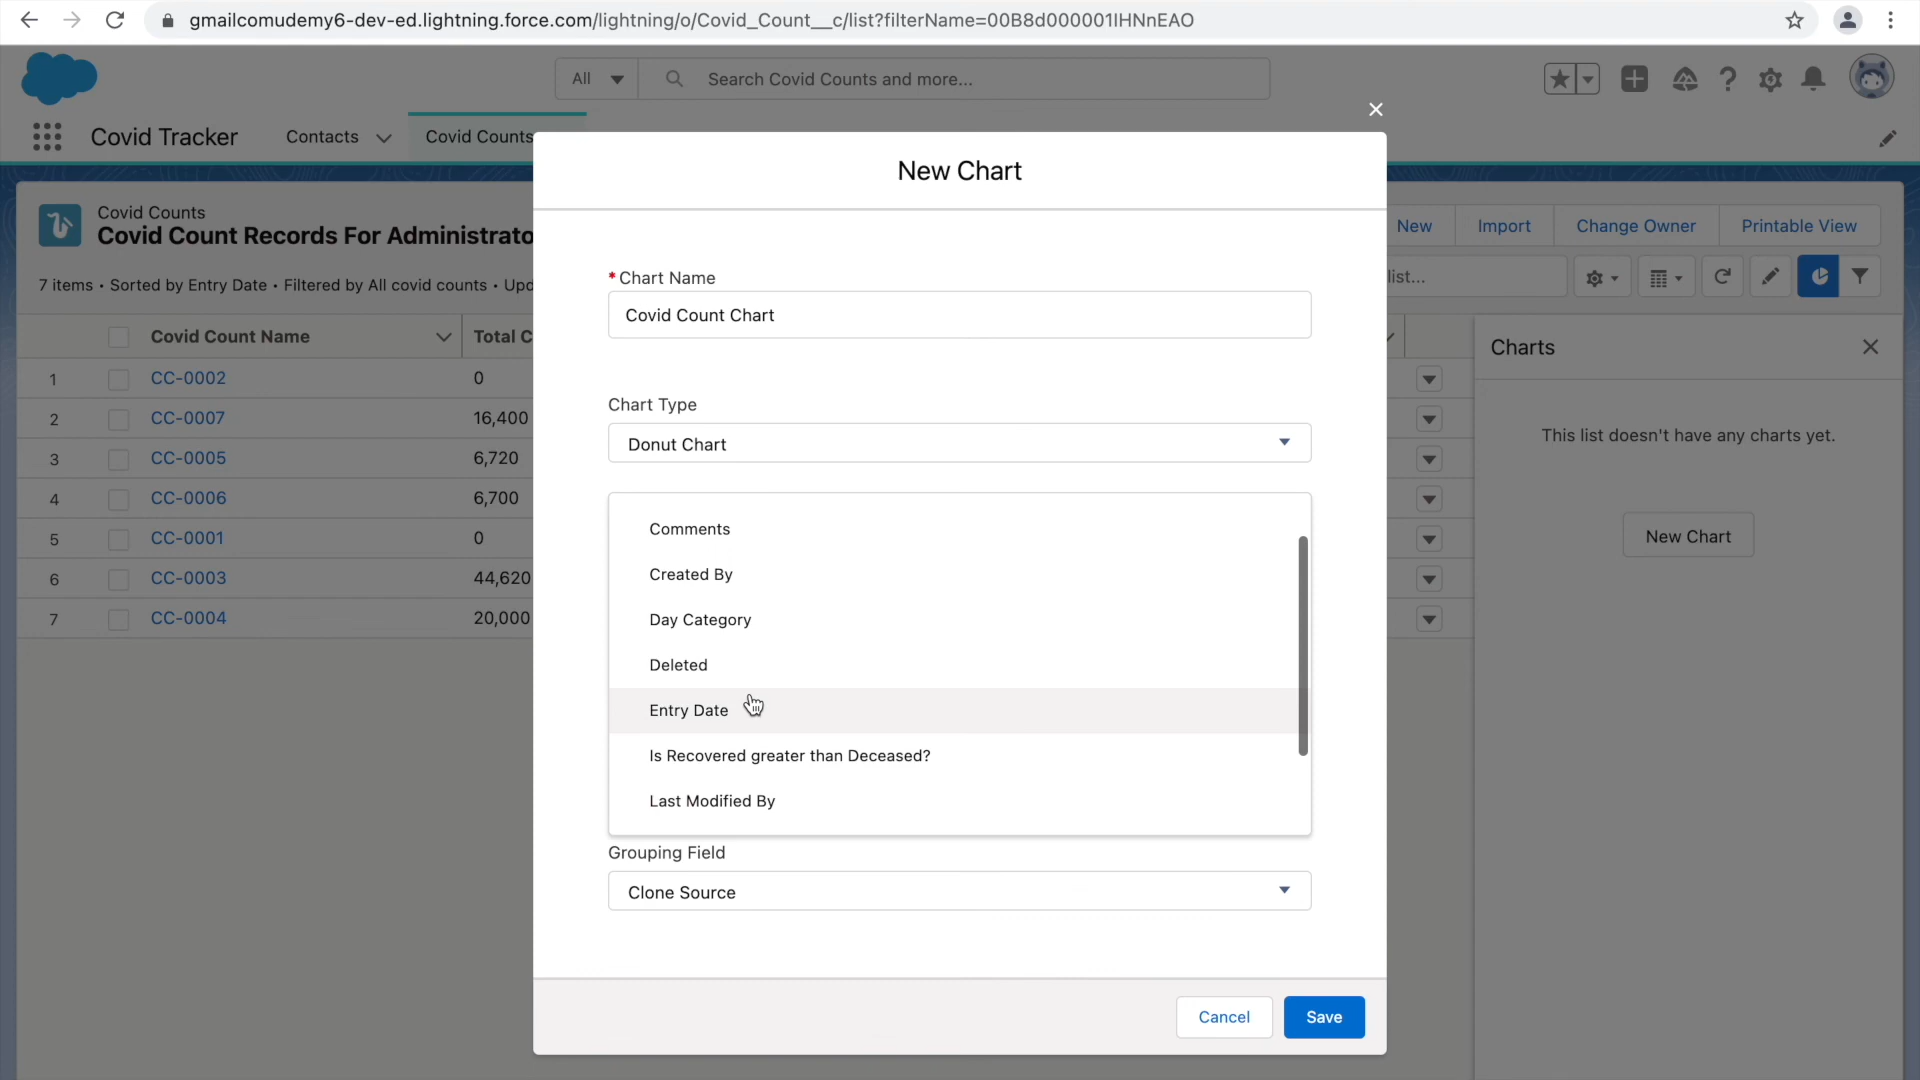 gmailcomudemy6-dev-ed.lightning.force.com/lightning/o/Covid_Count__c/list?filterName=00B8d000001IHNnEAO
All
Search Covid Counts and more...
Covid Tracker
Contacts
Covid Counts
New Chart
Covid Counts
Covid Count Records For Administrato
New
Import
Change Owner
Printable View
7 items • Sorted by Entry Date • Filtered by All covid counts • Upd
list...
* Chart Name
Covid Count Chart
Covid Count Name
Total C
Charts
1 CC-0002 0
2 CC-0007 16,400
3 CC-0005 6,720
4 CC-0006 6,700
5 CC-0001 0
6 CC-0003 44,620
7 CC-0004 20,000
Chart Type
Donut Chart
This list doesn't have any charts yet.
New Chart
Comments
Created By
Day Category
Deleted
Entry Date
Is Recovered greater than Deceased?
Last Modified By
Grouping Field
Clone Source
Cancel
Save